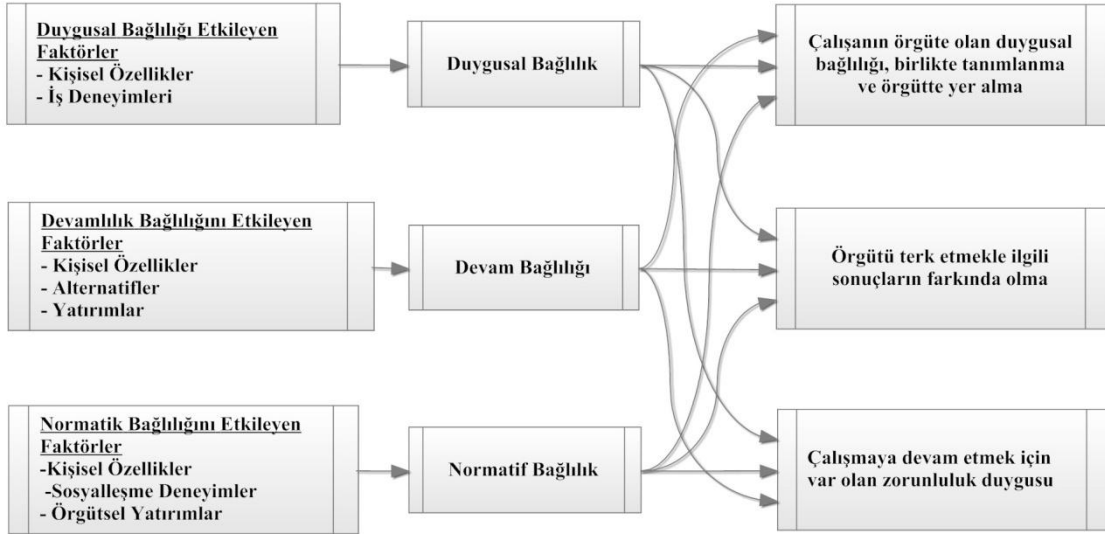 Duygusal Bağlılığı Etkileyen
Faktörler
- Kişisel Özellikler
- İş Deneyimleri
Duygusal Bağlılık
Çalışanın örgüte olan duygusal
bağlılığı, birlikte tanımlanma
ve örgütte yer alma
Devamlılık Bağlılığını Etkileyen
Faktörler
- Kişisel Özellikler
- Alternatifler
- Yatırımlar
Devam Bağlılığı
Örgütü terk etmekle ilgili
sonuçların farkında olma
Normatik Bağlılığını Etkileyen
Faktörler
-Kişisel Özellikler
-Sosyalleşme Deneyimler
- Örgütsel Yatırımlar
Normatif Bağlılık
Çalışmaya devam etmek için
var olan zorunluluk duygusu